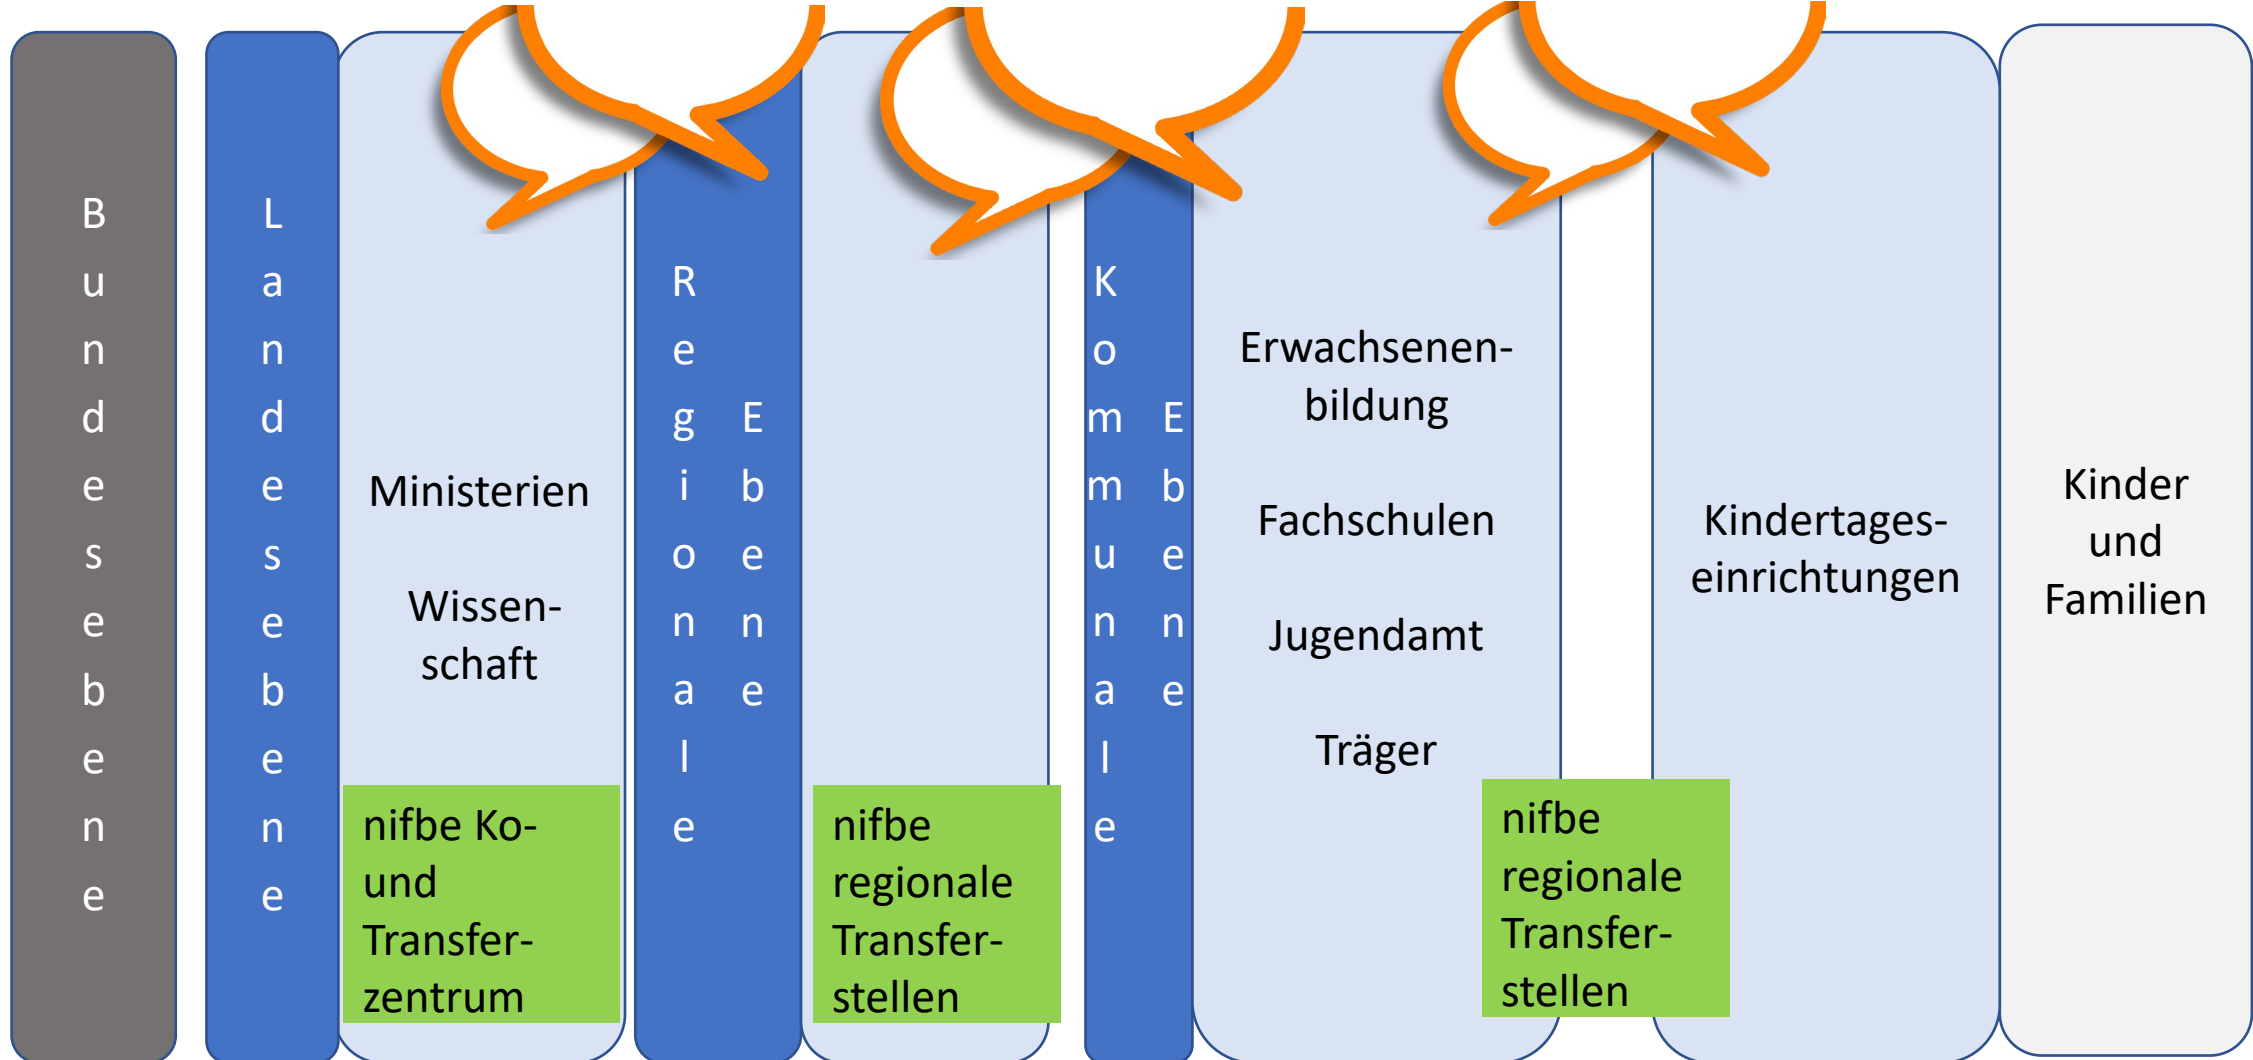 Bundesebene
Landesebene
Ministerien
Wissen-
schaft
nifbe Ko-
und
Transfer-
zentrum
Regionale
Ebene
nifbe
regionale
Transfer-
stellen
Kommunale
Ebene
Erwachsenen-
bildung
Fachschulen
Jugendamt
Träger
nifbe
regionale
Transfer-
stellen
Kindertages-
einrichtungen
Kinder
und
Familien